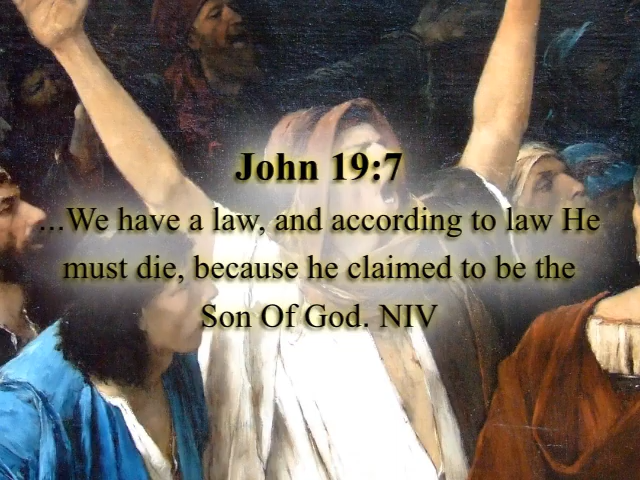 John 19:7
...We have a law, and according to law He
must die, because he claimed to be the
Son Of God. NIV